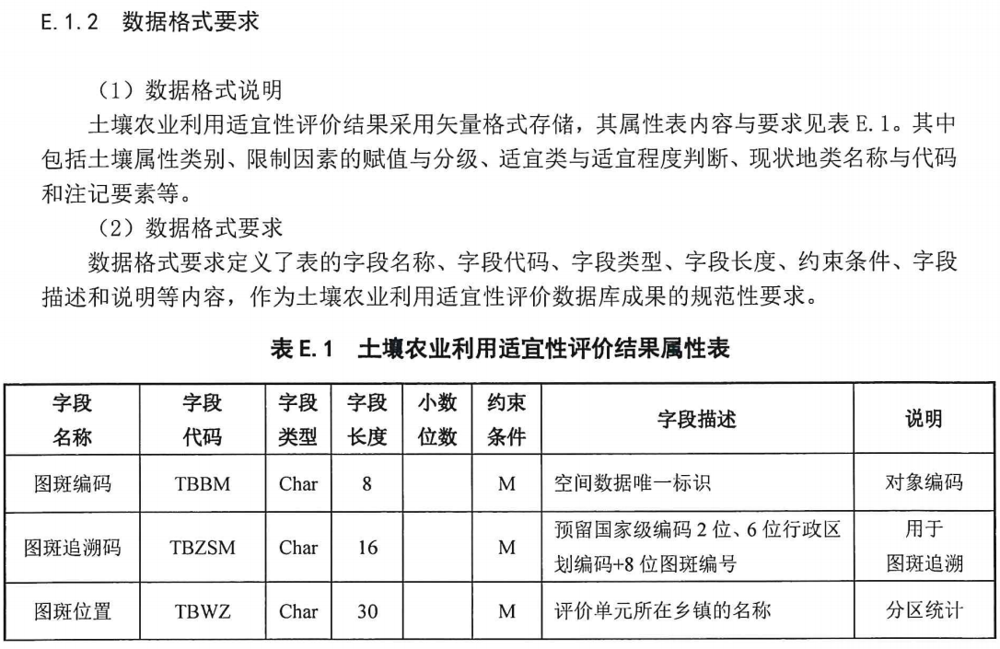 E.1.2 数据格式要求
（1）数据格式说明
土壤农业利用适宜性评价结果采用矢量格式存储，其属性表内容与要求见表 E.1。其中
包括土壤属性类别、限制因素的赋值与分级、适宜类与适宜程度判断、现状地类名称与代码
和注记要素等。
（2）数据格式要求
数据格式要求定义了表的字段名称、字段代码、字段类型、字段长度、约束条件、字段
描述和说明等内容，作为土壤农业利用适宜性评价数据库成果的规范性要求。
表 E.1 土壤农业利用适宜性评价结果属性表
字段 字段 字段 字段 小数 约束 字段描述 说明
名称 代码 类型 长度 位数 条件
图斑编码 TBBM Char 8 M 空间数据唯一标识 对象编码
图斑追溯码 TBZSM Char 16 M 预留国家级编码 2 位、6 位行政区 用于
划编码+8 位图斑编号 图斑追溯
图斑位置 TBWZ Char 30 M 评价单元所在乡镇的名称 分区统计